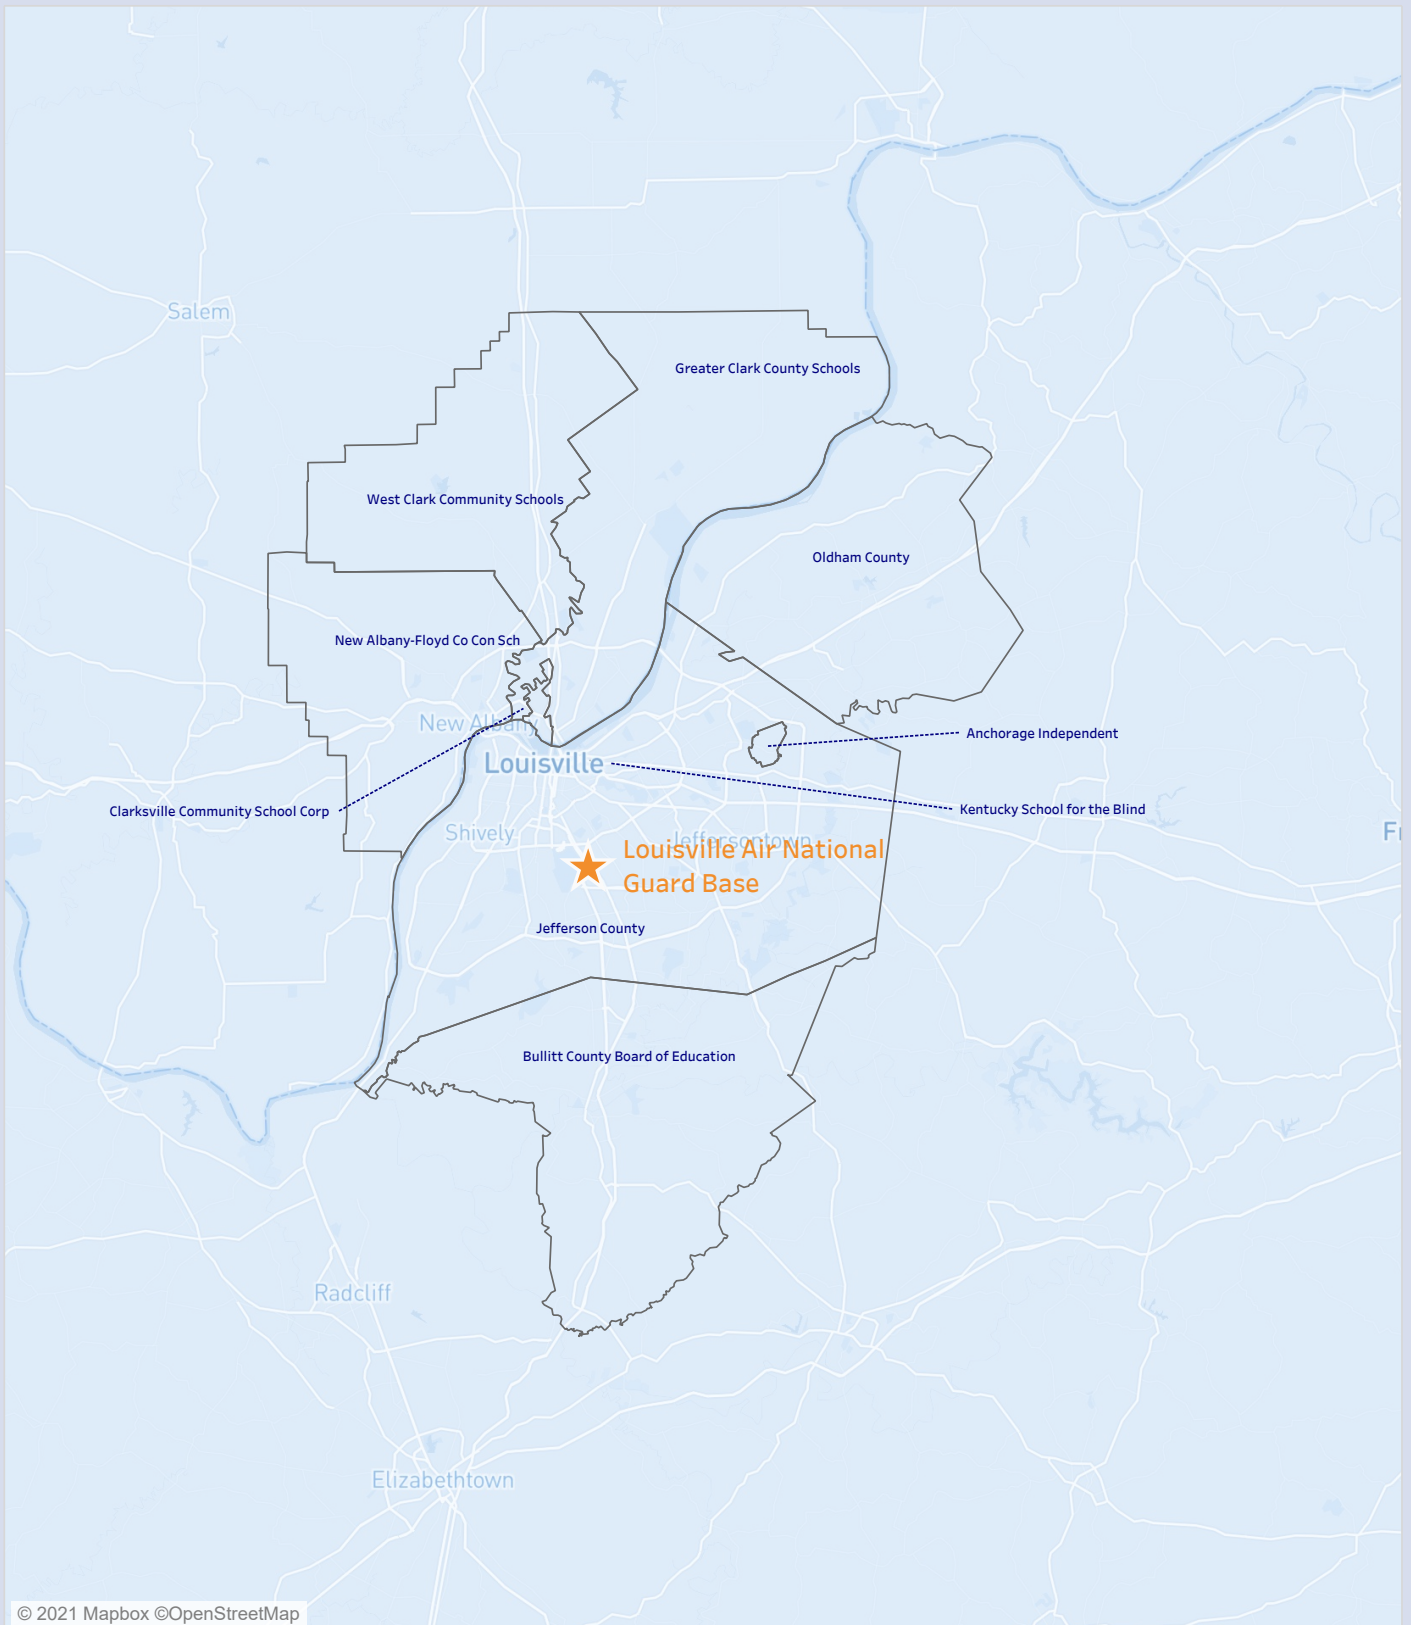 Salem
Greater Clark County Schools
West Clark Community Schools
Oldham County
New Albany-Floyd Co Con Sch
New Albany
Anchorage Independent
Louisville
Kentucky School for the Blind
Clarksville Community School Corp
Shively
Jeffersontown
Louisville Air National
Guard Base
Jefferson County
Bullitt County Board of Education
Radcliff
Elizabethtown
© 2021 Mapbox ©OpenStreetMap